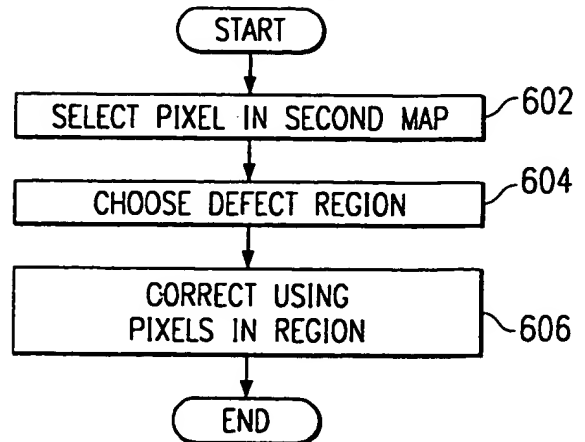 START
SELECT PIXEL IN SECOND MAP
602
CHOOSE DEFECT REGION
604
CORRECT USING
PIXELS IN REGION
606
END